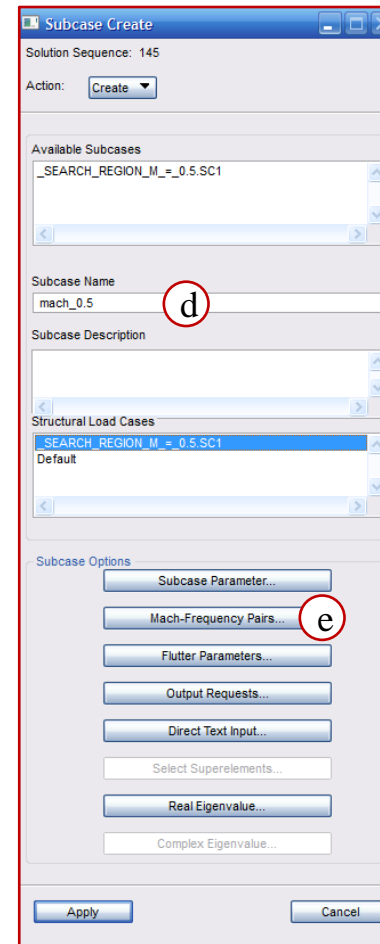 Subcase Create
Solution Sequence: 145
Action: Create
Available Subcases
_SEARCH_REGION_M_=_0.5.SC1
Subcase Name
mach_0.5 d
Subcase Description
Structural Load Cases
_SEARCH_REGION_M_=_0.5.SC1
Default
Subcase Options
Subcase Parameter...
Mach-Frequency Pairs... e
Flutter Parameters...
Output Requests...
Direct Text Input...
Select Superelements...
Real Eigenvalue...
Complex Eigenvalue...
Apply Cancel